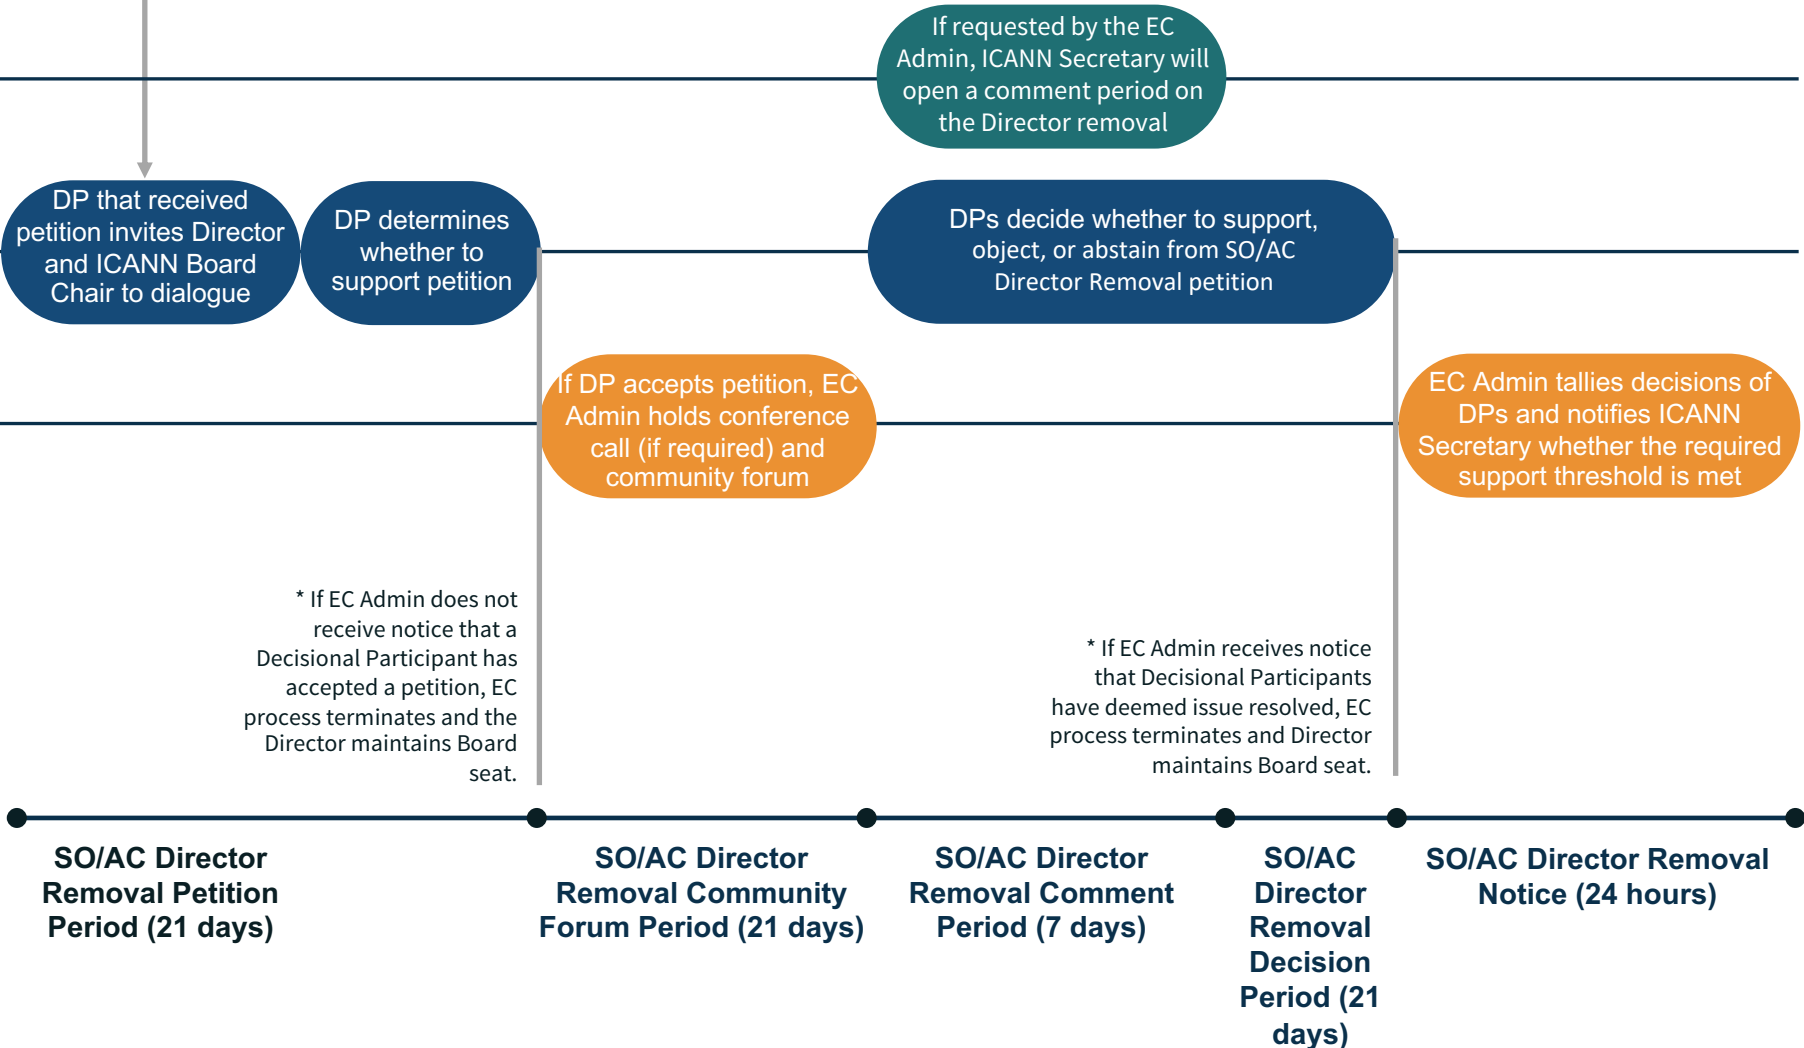 If requested by the EC
Admin, ICANN Secretary will
open a comment period on
the Director removal
DP that received
petition invites Director
and ICANN Board
Chair to dialogue
DP determines
whether to
support petition
DPs decide whether to support,
object, or abstain from SO/AC
Director Removal petition
If DP accepts petition, EC
Admin holds conference
call (if required) and
community forum
EC Admin tallies decisions of
DPs and notifies ICANN
Secretary whether the required
support threshold is met
* If EC Admin does not
receive notice that a
Decisional Participant has
accepted a petition, EC
process terminates and the
Director maintains Board
seat.
* If EC Admin receives notice
that Decisional Participants
have deemed issue resolved, EC
process terminates and Director
maintains Board seat.
SO/AC Director
Removal Petition
Period (21 days)
SO/AC Director
Removal Community
Forum Period (21 days)
SO/AC Director
Removal Comment
Period (7 days)
SO/AC
Director
Removal
Decision
Period (21
days)
SO/AC Director Removal
Notice (24 hours)